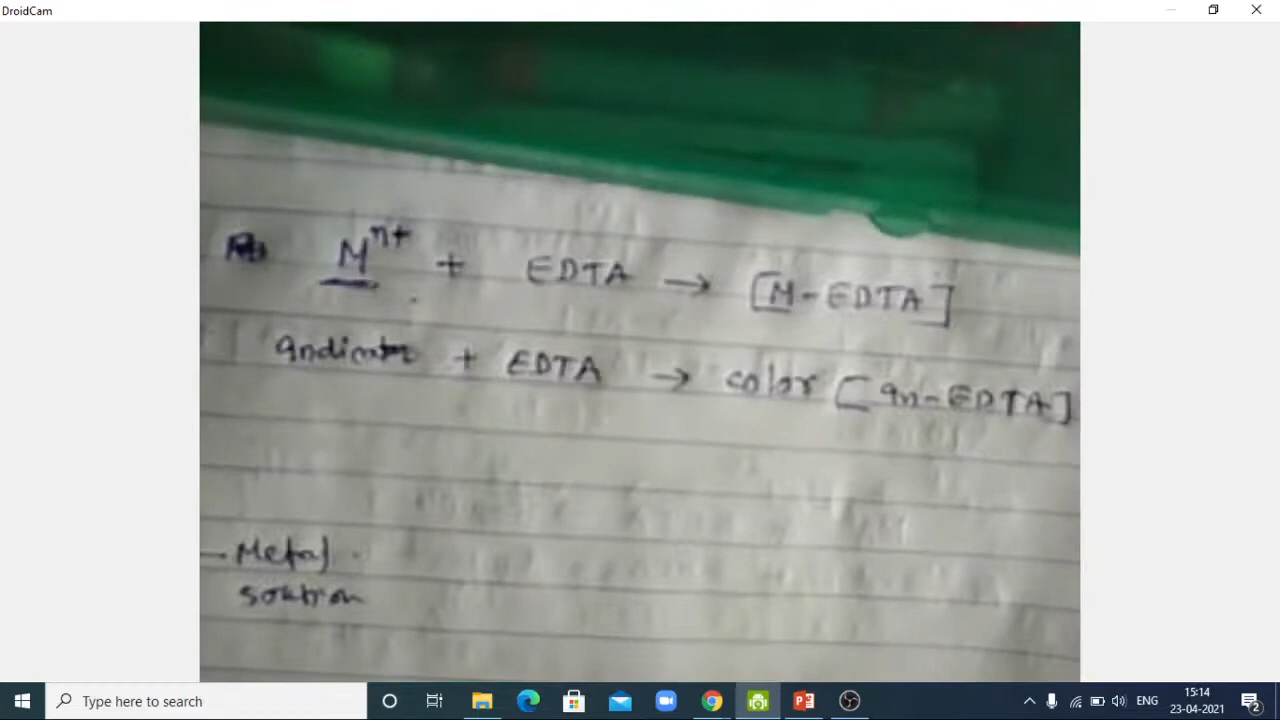 DroidCam
M^n+ + EDTA → [M-EDTA]
Indicator + EDTA → color [In-EDTA]
- Metal
solution
Type here to search
ENG
15:14
23-04-2021
2